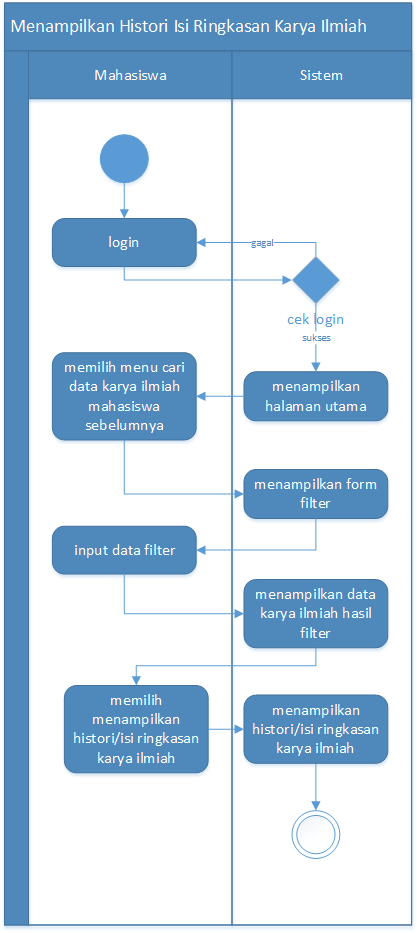 Menampilkan Histori Isi Ringkasan Karya Ilmiah
Mahasiswa
Sistem
login
gagal
cek login
sukses
memilih menu cari
data karya ilmiah
mahasiswa
sebelumnya
menampilkan
halaman utama
menampilkan form
filter
input data filter
menampilkan data
karya ilmiah hasil
filter
memilih
menampilkan
histori/isi ringkasan
karya ilmiah
menampilkan
histori/isi ringkasan
karya ilmiah